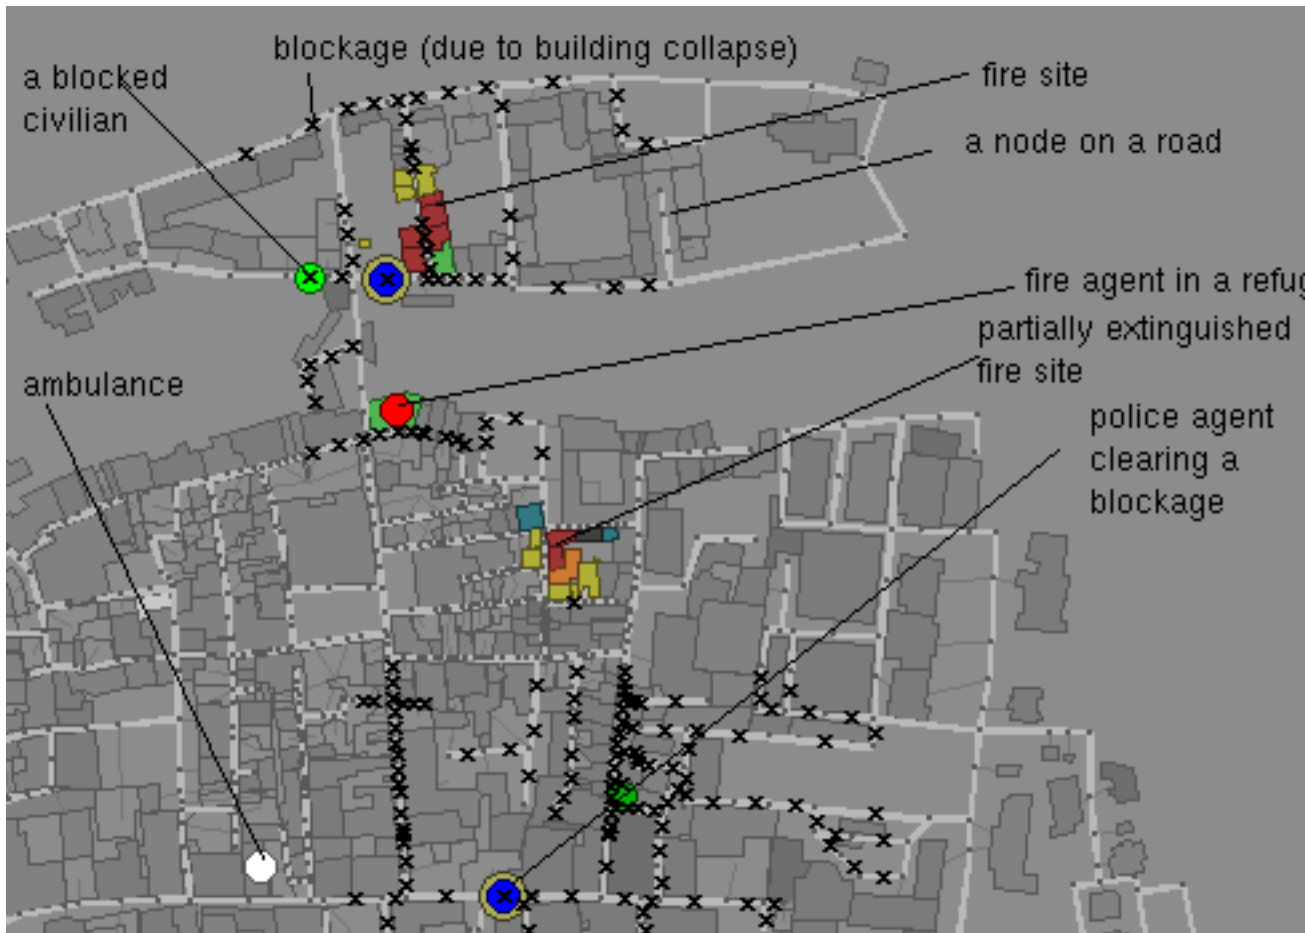 blockage (due to building collapse)
a blocked
civilian
fire site
a node on a road
fire agent in a refug
partially extinguished
fire site
ambulance
police agent
clearing a
blockage